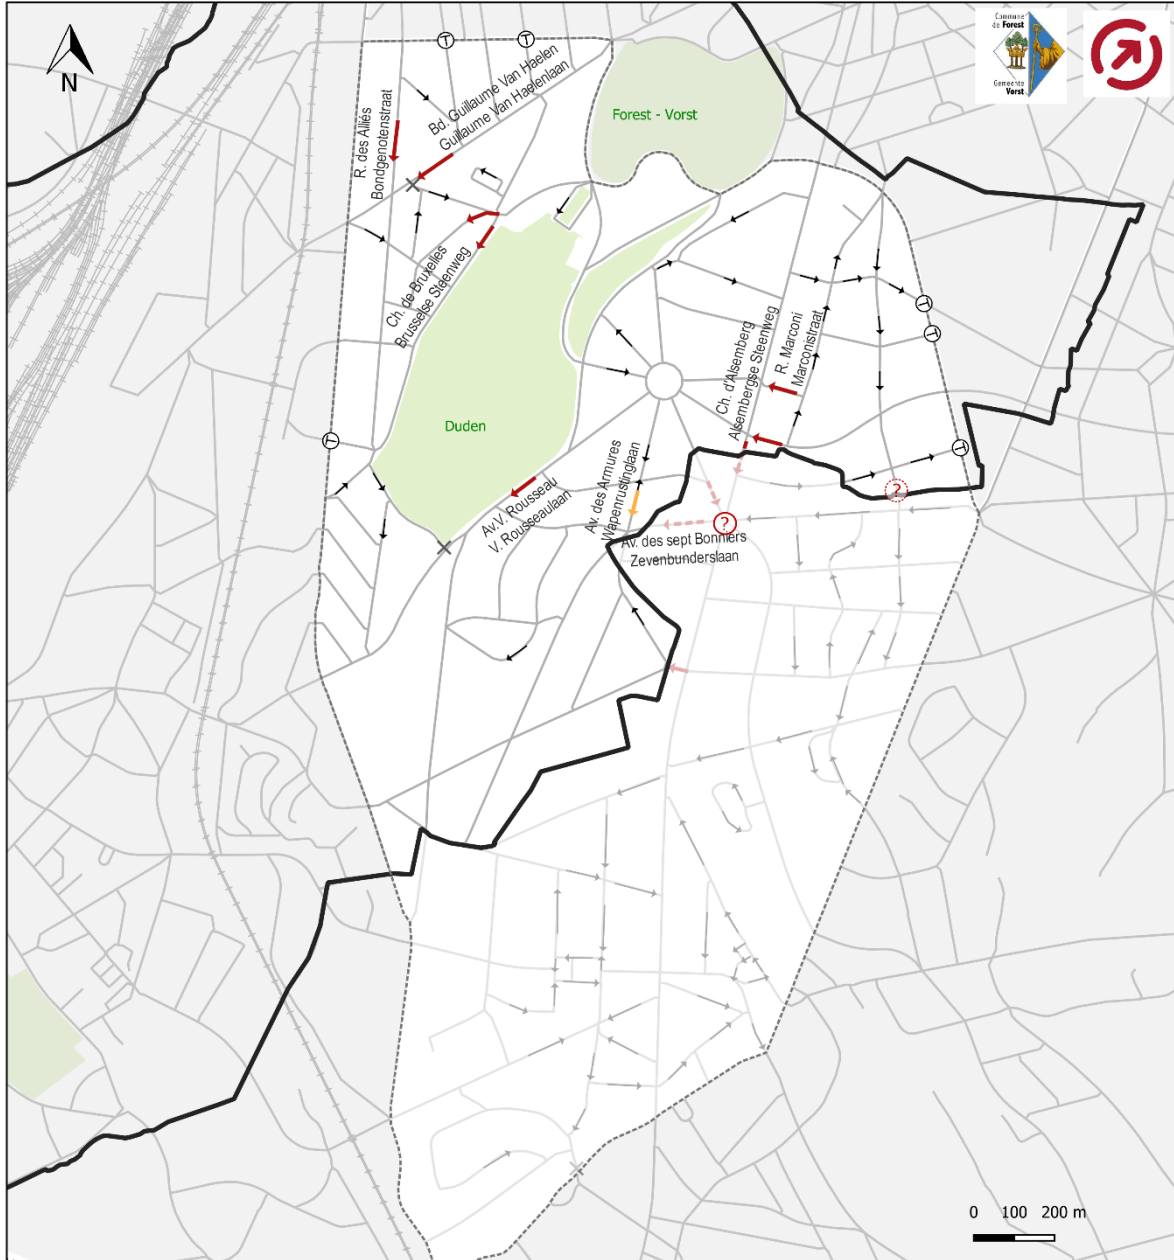 Commune
de Forest
Gemeente
Vorst
N
T
T
Bd. Guillaume Van Haelen
Guillaume Van Haelenlaan
Forest - Vorst
R. des Alliés
Bondgenotenstraat
Ch. de Bruxelles
Brusselse Steenweg
T
T
Ch. d'Alsemberg
Alsembergse Steenweg
R. Marconi
Marconistraat
Duden
T
T
Av. des Armures
Wapenrustinglaan
Av.V. Rousseau
V. Rousseaulaan
?
?
Av. des sept Bonniers
Zevenbunderslaan
0 100 200 m